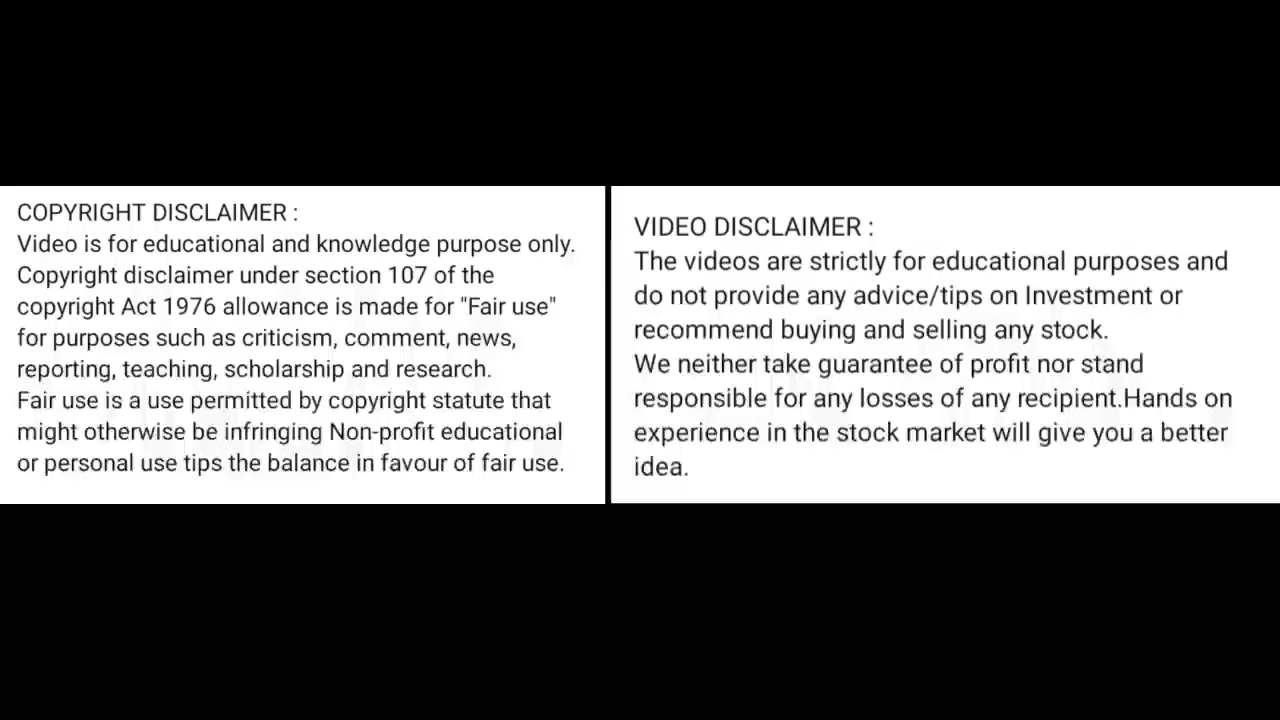 COPYRIGHT DISCLAIMER :
Video is for educational and knowledge purpose only.
Copyright disclaimer under section 107 of the
copyright Act 1976 allowance is made for "Fair use"
for purposes such as criticism, comment, news,
reporting, teaching, scholarship and research.
Fair use is a use permitted by copyright statute that
might otherwise be infringing Non-profit educational
or personal use tips the balance in favour of fair use.
VIDEO DISCLAIMER :
The videos are strictly for educational purposes and
do not provide any advice/tips on Investment or
recommend buying and selling any stock.
We neither take guarantee of profit nor stand
responsible for any losses of any recipient.Hands on
experience in the stock market will give you a better
idea.